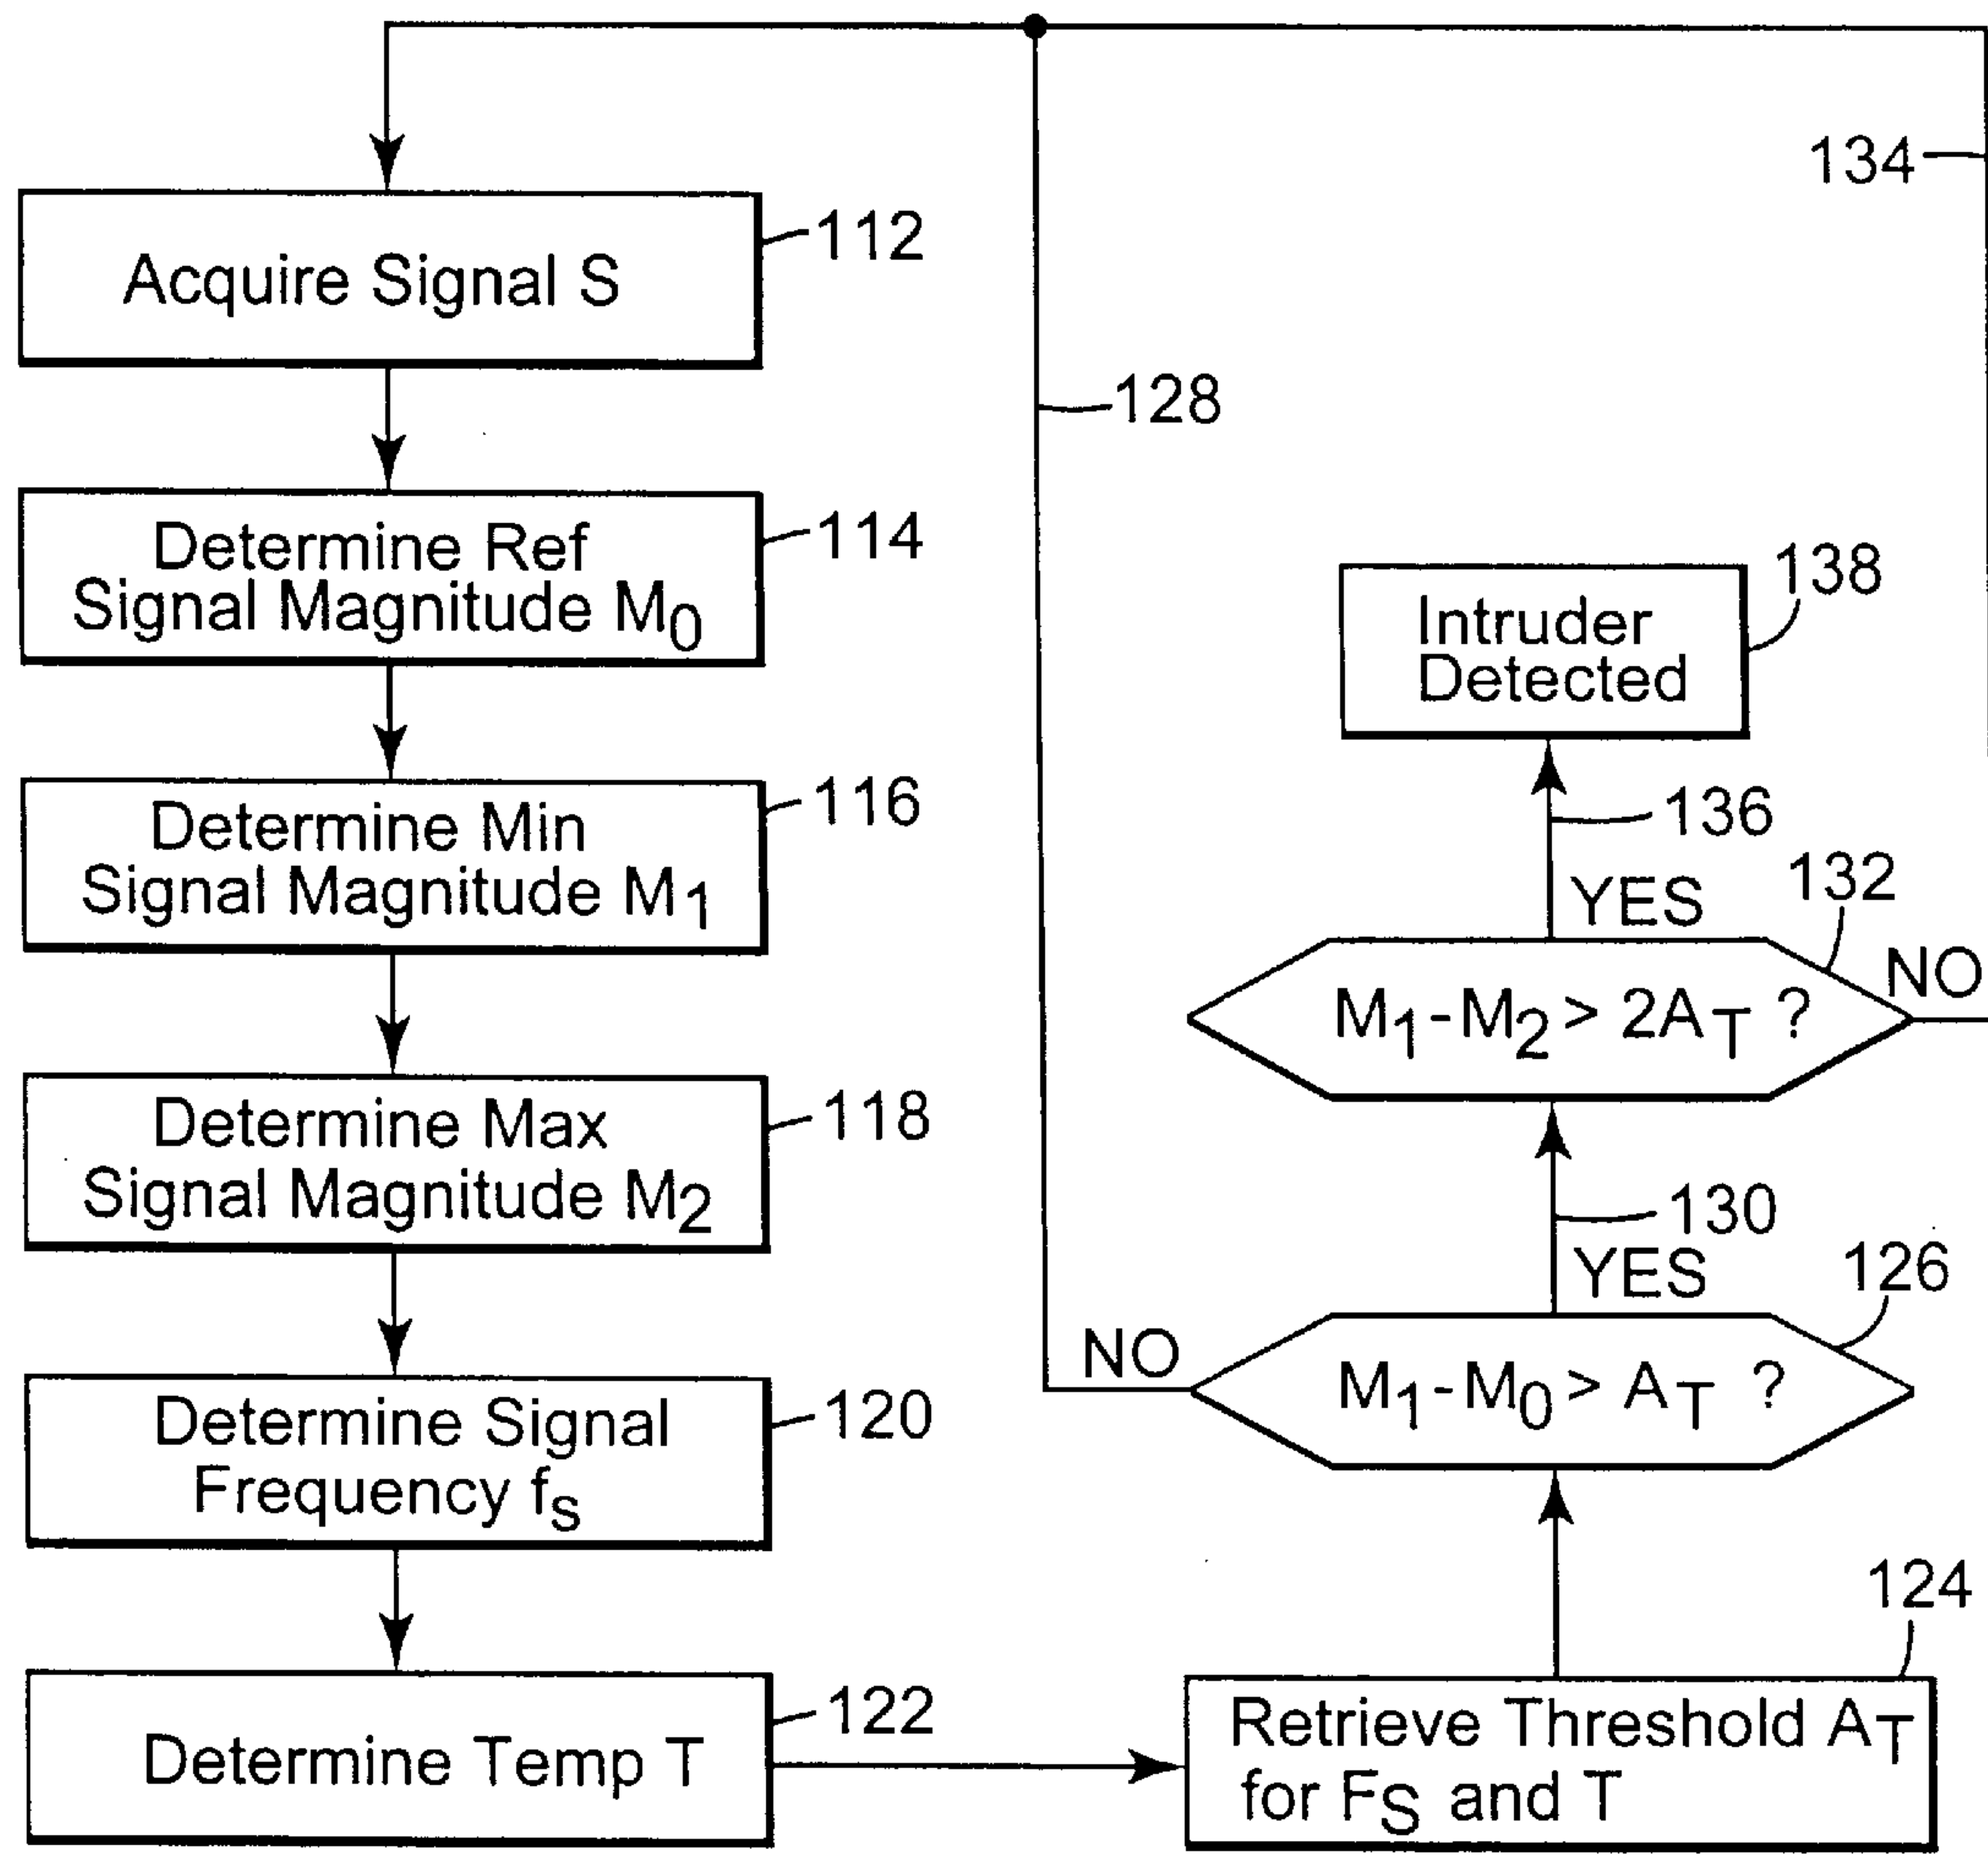 Acquire Signal S
112
Determine Ref
Signal Magnitude M0
114
Determine Min
Signal Magnitude M1
116
Determine Max
Signal Magnitude M2
118
Determine Signal
Frequency fs
120
Determine Temp T
122
Retrieve Threshold AT
for FS and T
124
M1-M0 > AT ?
126
NO
128
YES
130
M1-M2 > 2AT ?
132
NO
134
YES
136
Intruder
Detected
138